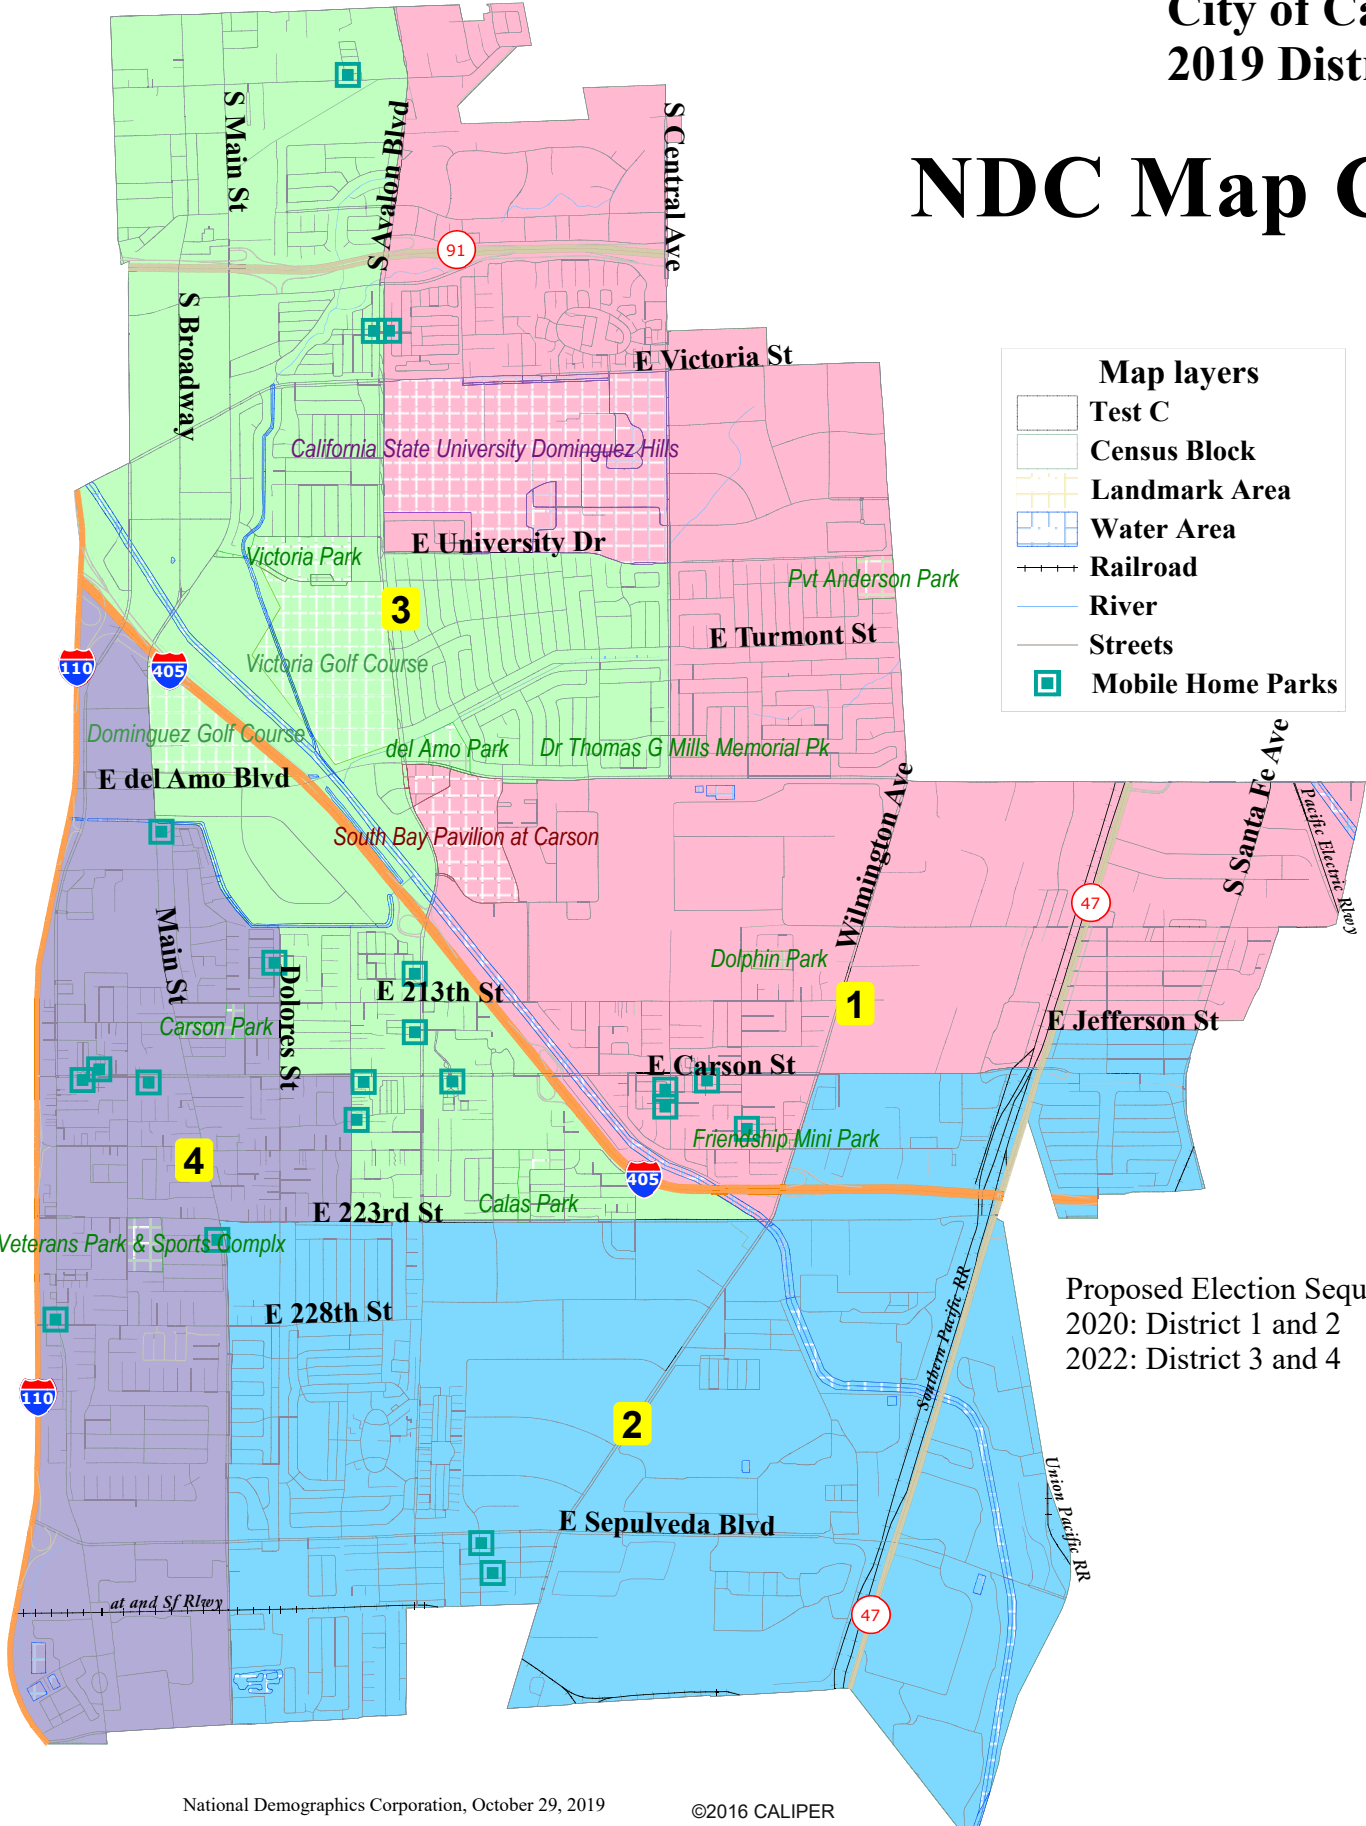 City of Ca
2019 Distr
NDC Map C
S Main St
S Avalon Blvd
S Central Ave
91
S Broadway
E Victoria St
Map layers
Test C
Census Block
Landmark Area
Water Area
Railroad
River
Streets
Mobile Home Parks
California State University Dominguez Hills
E University Dr
Victoria Park
Pvt Anderson Park
3
E Turmont St
110
405
Victoria Golf Course
Dominguez Golf Course
del Amo Park
Dr Thomas G Mills Memorial Pk
E del Amo Blvd
S Santa Fe Ave
Pacific Electric Rlwy
South Bay Pavilion at Carson
Wilmington Ave
47
Main St
Dolores St
Dolphin Park
E 213th St
1
Carson Park
E Jefferson St
E Carson St
Friendship Mini Park
4
405
Calas Park
E 223rd St
Veterans Park & Sports Complx
E 228th St
Southern Pacific RR
Proposed Election Sequ
2020: District 1 and 2
2022: District 3 and 4
110
2
E Sepulveda Blvd
Union Pacific RR
at and Sf Rlwy
47
National Demographics Corporation, October 29, 2019
©2016 CALIPER